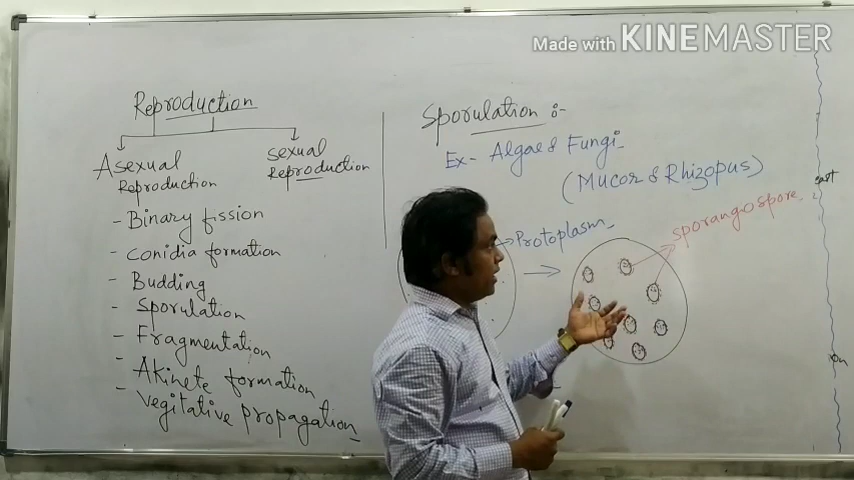 Made with KINEMASTER
Reproduction
Asexual
Reproduction
sexual
Reproduction
- Binary fission
- conidia formation
- Budding
- Sporulation
- Fragmentation
- Akinete formation
- Vegitative propagation
Sporulation :-
Ex- Algae & Fungi
(Mucor & Rhizopus)
Protoplasm
sporangospore